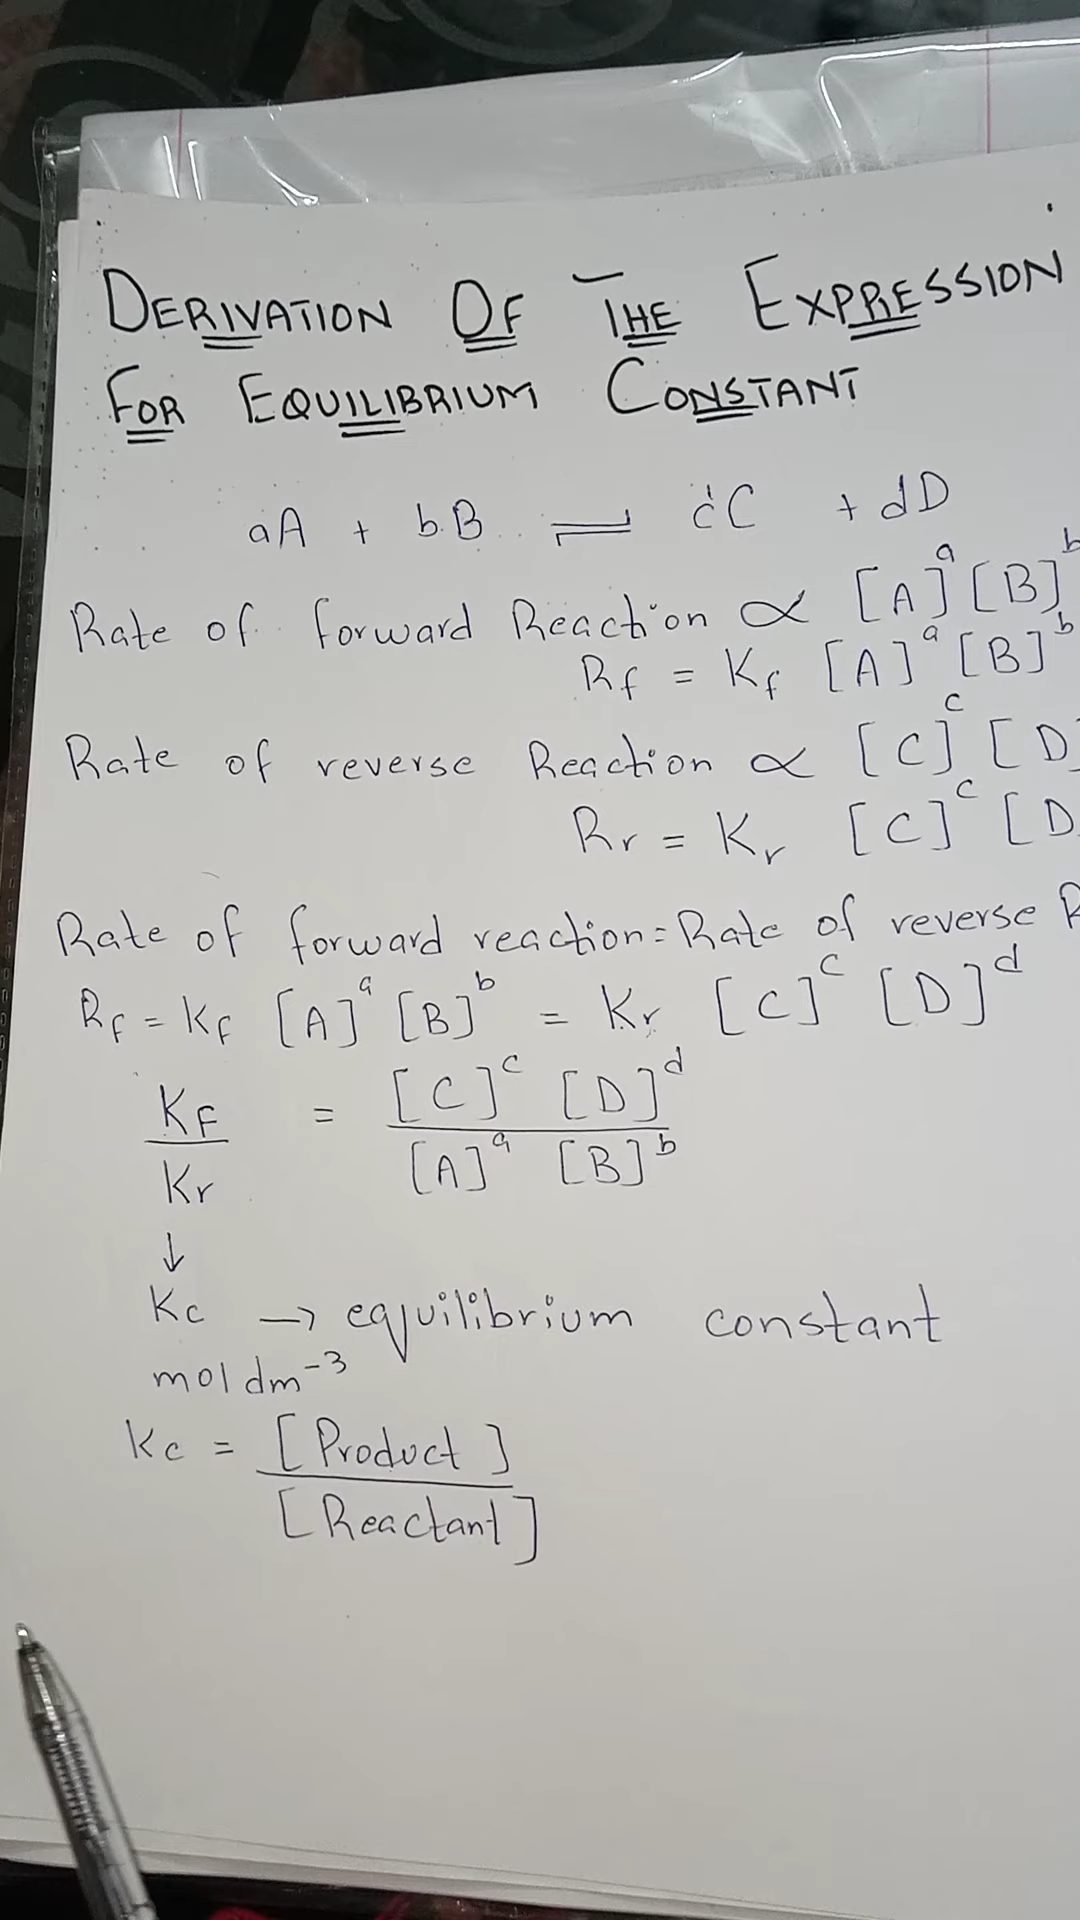 DERIVATION OF THE EXPRESSION
FOR EQUILIBRIUM CONSTANT
aA + bB ⇌ cC + dD
Rate of forward Reaction ∝ [A]^a [B]^b
Rf = Kf [A]^a [B]^b
Rate of reverse Reaction ∝ [C]^c [D]
Rr = Kr [C]^c [D
Rate of forward reaction = Rate of reverse R
Rf = Kf [A]^a [B]^b = Kr [C]^c [D]^d
KF / Kr = [C]^c [D]^d / [A]^a [B]^b
↓
Kc → equilibrium constant
mol dm^-3
Kc = [Product] / [Reactant]